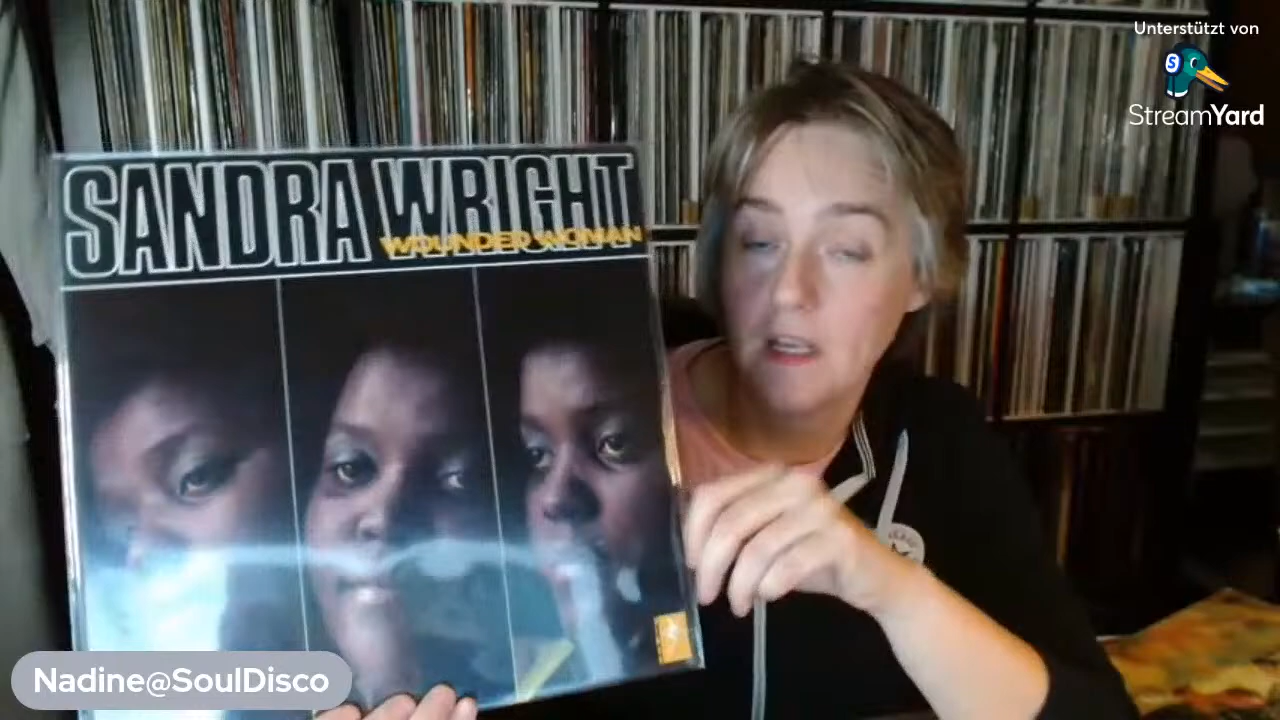 Unterstützt von
StreamYard
SANDRA WRIGHT
WOUNDED WOMAN
Nadine@SoulDisco